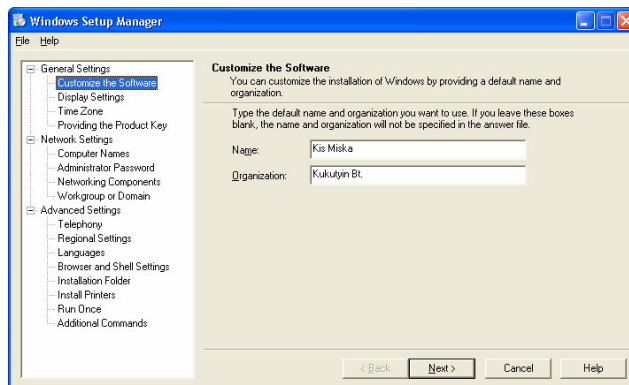 Windows Setup Manager
File Help
General Settings
Customize the Software
Display Settings
Time Zone
Providing the Product Key
Network Settings
Computer Names
Administrator Password
Networking Components
Workgroup or Domain
Advanced Settings
Telephony
Regional Settings
Languages
Browser and Shell Settings
Installation Folder
Install Printers
Run Once
Additional Commands
Customize the Software
You can customize the installation of Windows by providing a default name and
organization.
Type the default name and organization you want to use. If you leave these boxes
blank, the name and organization will not be specified in the answer file.
Name: Kis Miska
Organization: Kukutyin Bt.
< Back Next > Cancel Help